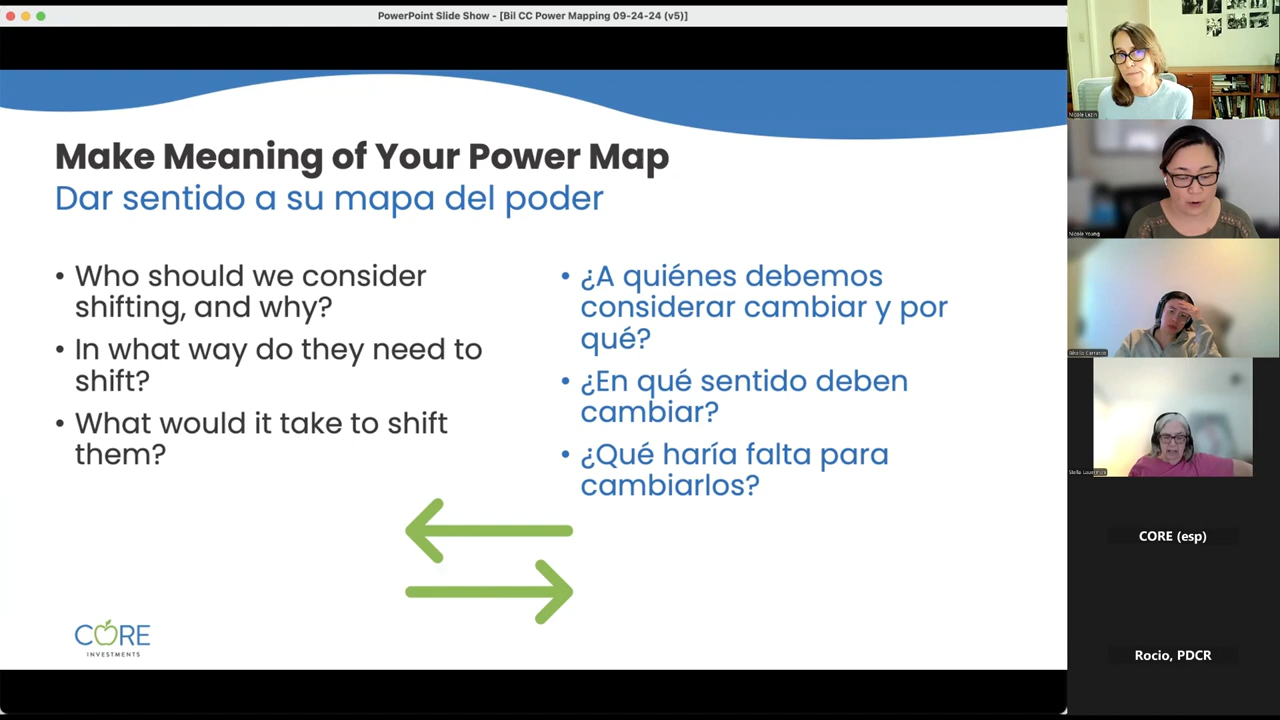 PowerPoint Slide Show - [Bil CC Power Mapping 09-24-24 (v5)]
Make Meaning of Your Power Map
Dar sentido a su mapa del poder
• Who should we consider
shifting, and why?
• In what way do they need to
shift?
• What would it take to shift
them?
• ¿A quiénes debemos
considerar cambiar y por
qué?
• ¿En qué sentido deben
cambiar?
• ¿Qué haría falta para
cambiarlos?
CORE
INVESTMENTS
Nicole Young
CORE (esp)
Rocio, PDCR